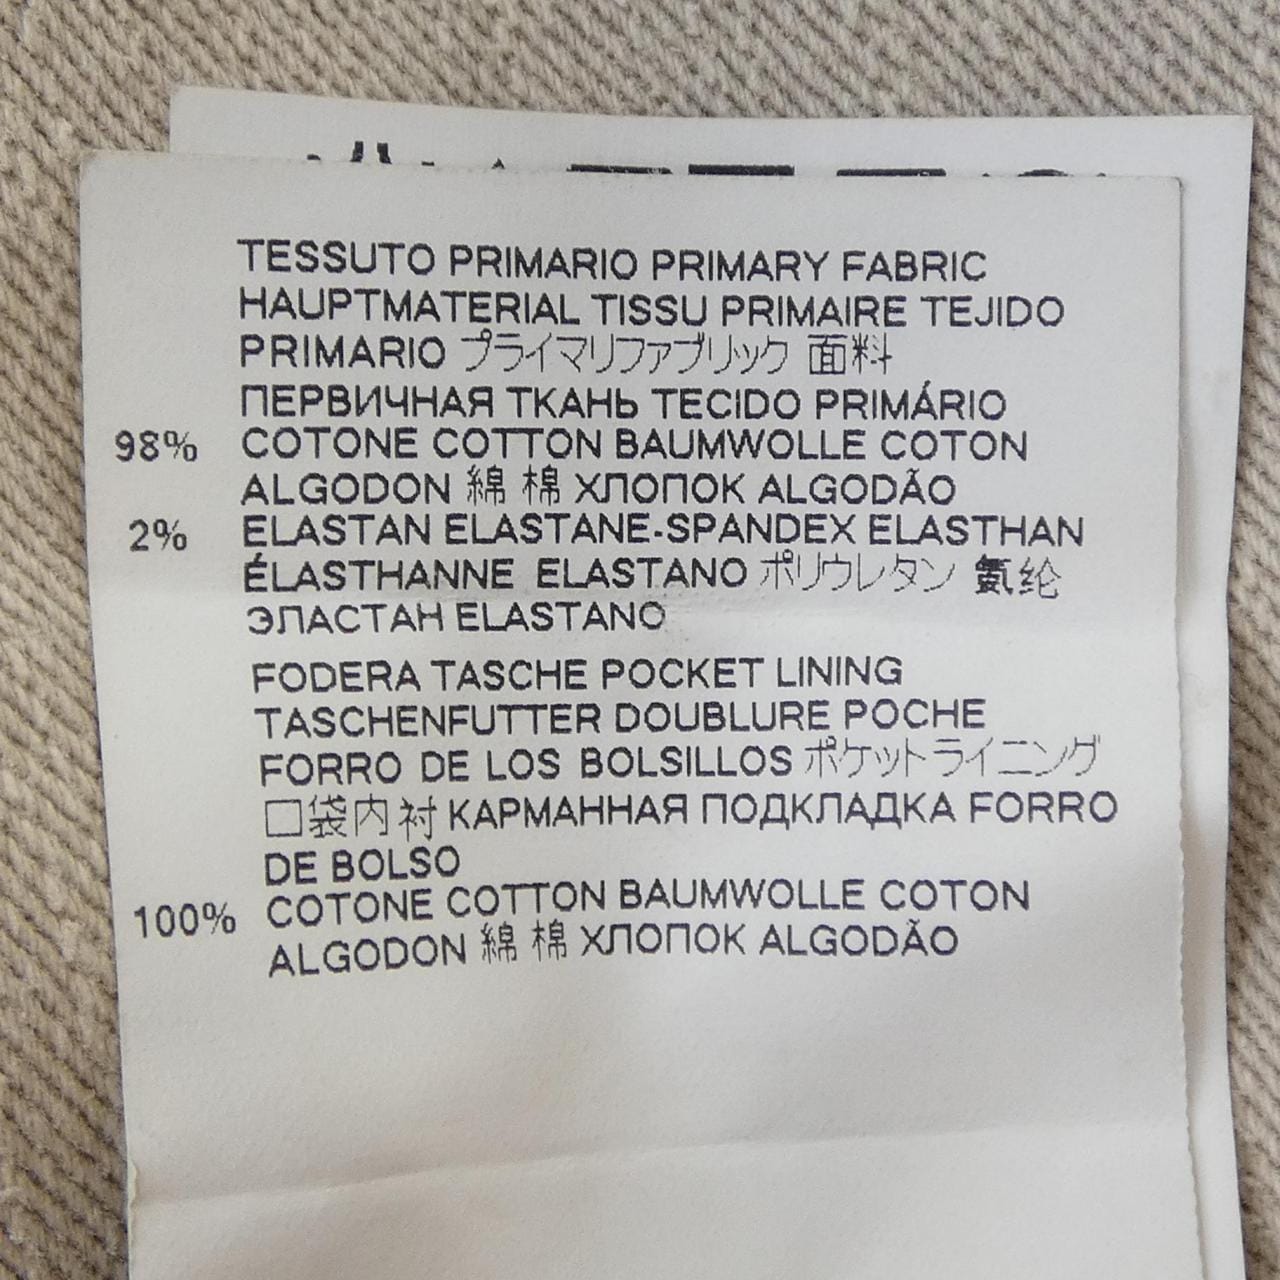 TESSUTO PRIMARIO PRIMARY FABRIC
HAUPTMATERIAL TISSU PRIMAIRE TEJIDO
PRIMARIO プライマリファブリック 面料
ПЕРВИЧНАЯ ТКАНЬ TECIDO PRIMÁRIO
98% COTONE COTTON BAUMWOLLE COTON
ALGODON 綿 棉 ХЛОПОК ALGODÃO
2% ELASTAN ELASTANE-SPANDEX ELASTHAN
ÉLASTHANNE ELASTANO ポリウレタン 氨纶
ЭЛАСТАН ELASTANO
FODERA TASCHE POCKET LINING
TASCHENFUTTER DOUBLURE POCHE
FORRO DE LOS BOLSILLOS ポケットライニング
口袋内衬 КАРМАННАЯ ПОДКЛАДКА FORRO
DE BOLSO
100% COTONE COTTON BAUMWOLLE COTON
ALGODON 綿 棉 ХЛОПОК ALGODÃO